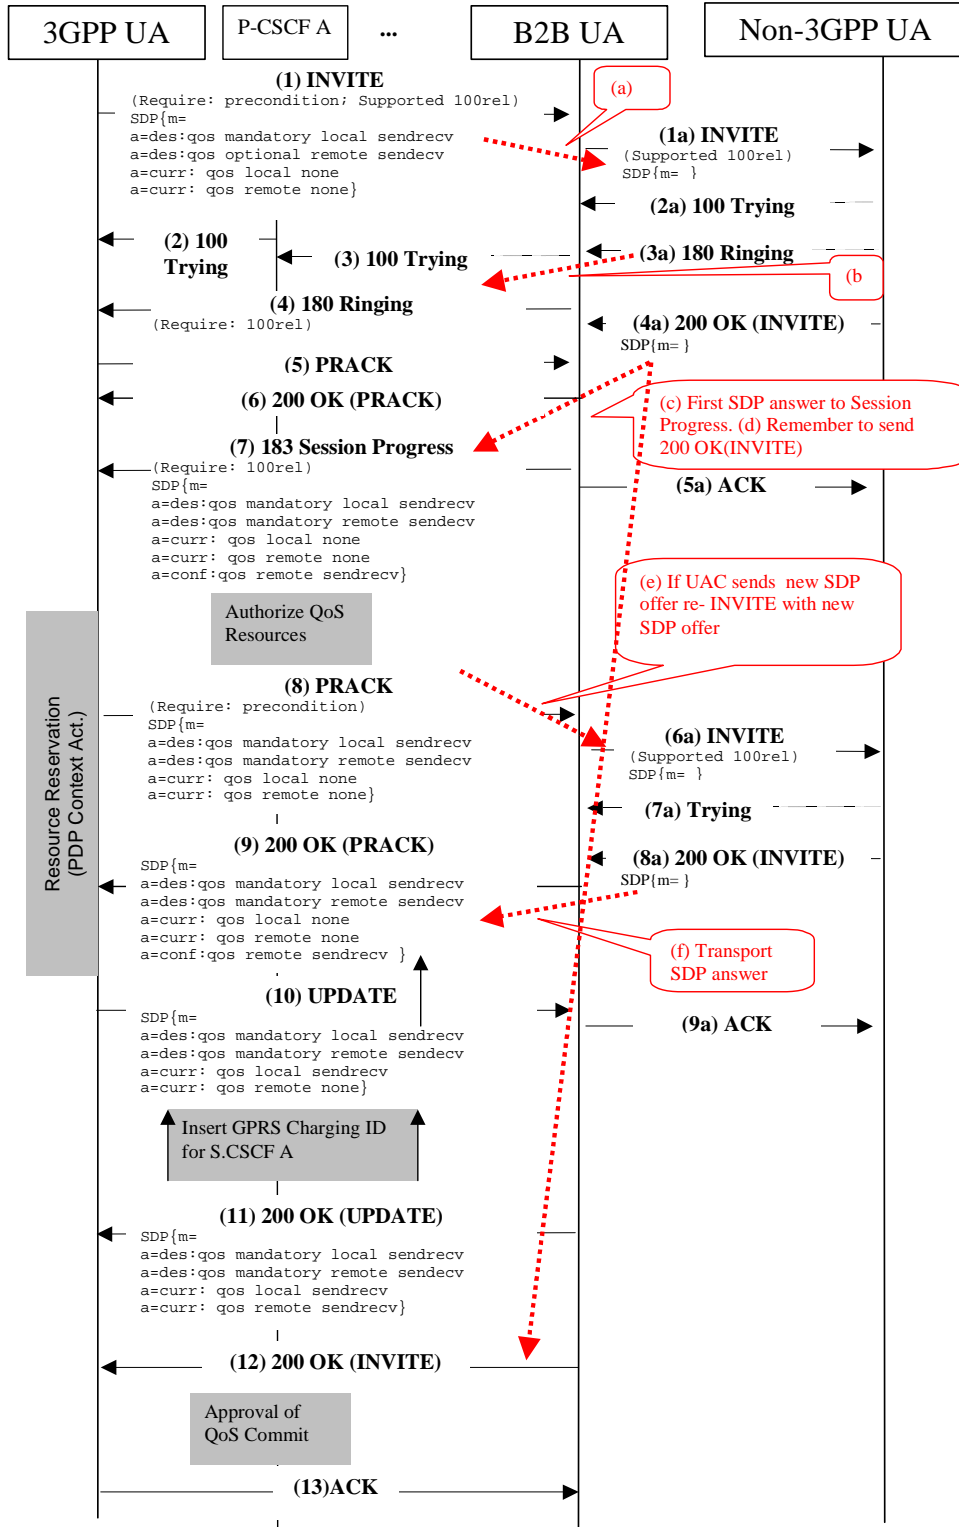 3GPP UA
P-CSCF A
...
B2B UA
Non-3GPP UA
(1) INVITE
(Require: precondition; Supported 100rel)
SDP{m=
a=des:qos mandatory local sendrecv
a=des:qos optional remote sendecv
a=curr: qos local none
a=curr: qos remote none}
(a)
(1a) INVITE
(Supported 100rel)
SDP{m= }
(2a) 100 Trying
(2) 100
Trying
(3) 100 Trying
(3a) 180 Ringing
(b
(4) 180 Ringing
(Require: 100rel)
(4a) 200 OK (INVITE)
SDP{m= }
(5) PRACK
(6) 200 OK (PRACK)
(c) First SDP answer to Session
Progress. (d) Remember to send
200 OK(INVITE)
(7) 183 Session Progress
(Require: 100rel)
SDP{m=
a=des:qos mandatory local sendrecv
a=des:qos mandatory remote sendecv
a=curr: qos local none
a=curr: qos remote none
a=conf:qos remote sendrecv}
(5a) ACK
(e) If UAC sends new SDP
offer re- INVITE with new
SDP offer
Authorize QoS
Resources
Resource Reservation
(PDP Context Act.)
(8) PRACK
(Require: precondition)
SDP{m=
a=des:qos mandatory local sendrecv
a=des:qos mandatory remote sendecv
a=curr: qos local none
a=curr: qos remote none}
(6a) INVITE
(Supported 100rel)
SDP{m= }
(7a) Trying
(9) 200 OK (PRACK)
SDP{m=
a=des:qos mandatory local sendrecv
a=des:qos mandatory remote sendecv
a=curr: qos local none
a=curr: qos remote none
a=conf:qos remote sendrecv }
(8a) 200 OK (INVITE)
SDP{m= }
(f) Transport
SDP answer
(10) UPDATE
SDP{m=
a=des:qos mandatory local sendrecv
a=des:qos mandatory remote sendecv
a=curr: qos local sendrecv
a=curr: qos remote none}
(9a) ACK
Insert GPRS Charging ID
for S.CSCF A
(11) 200 OK (UPDATE)
SDP{m=
a=des:qos mandatory local sendrecv
a=des:qos mandatory remote sendecv
a=curr: qos local sendrecv
a=curr: qos remote sendrecv}
(12) 200 OK (INVITE)
Approval of
QoS Commit
(13)ACK